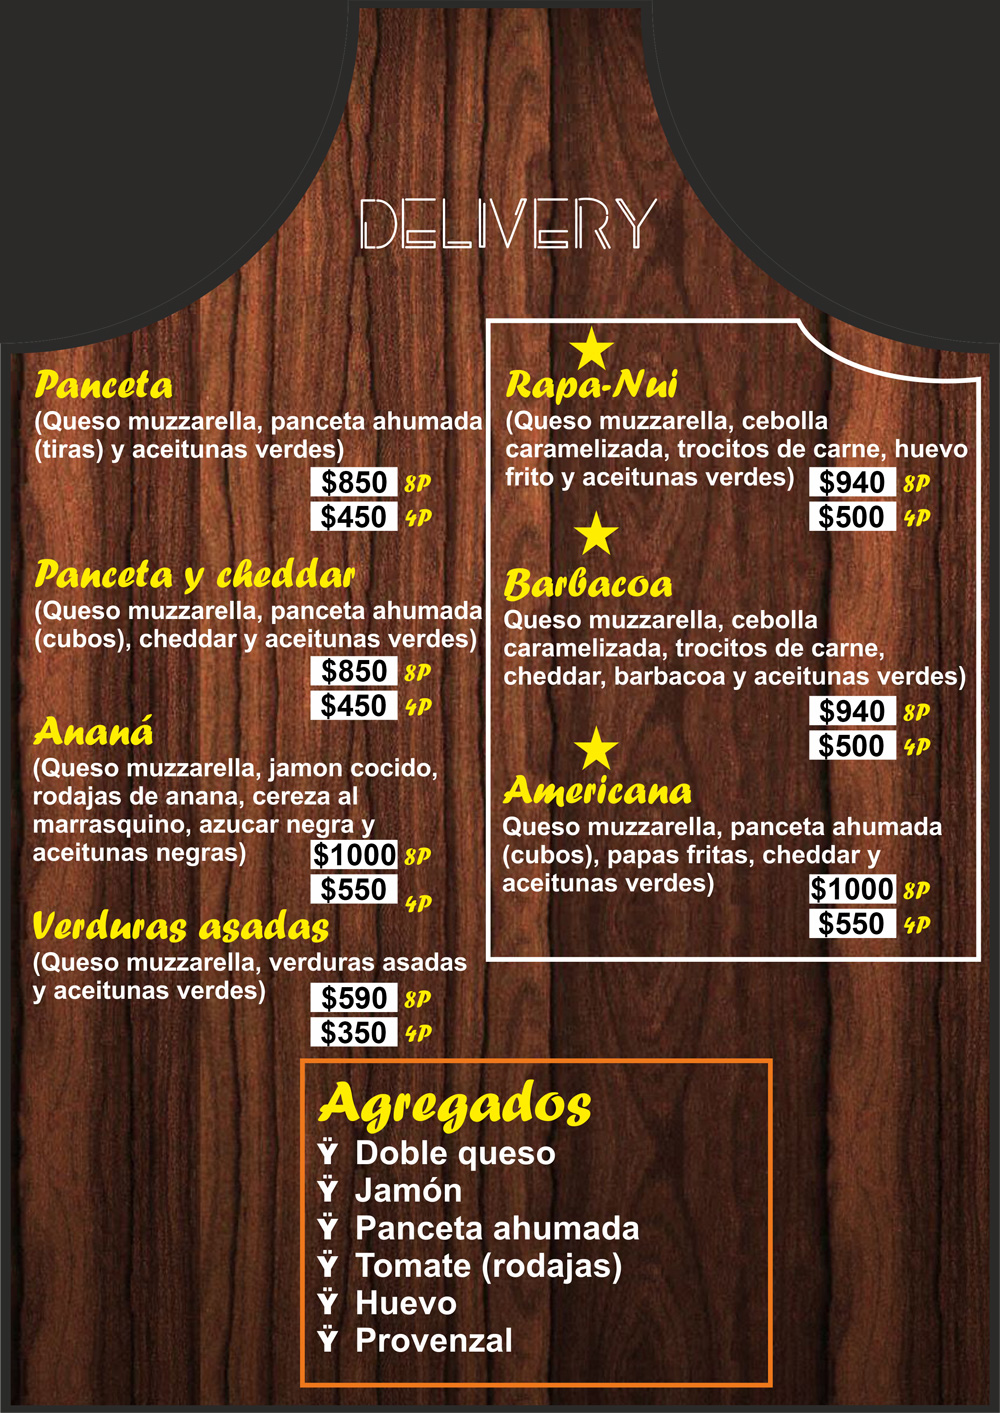 DELIVERY
Panceta
(Queso muzzarella, panceta ahumada
(tiras) y aceitunas verdes)
$850 8P
$450 4P
Panceta y cheddar
(Queso muzzarella, panceta ahumada
(cubos), cheddar y aceitunas verdes)
$850 8P
$450 4P
Ananá
(Queso muzzarella, jamon cocido,
rodajas de anana, cereza al
marrasquino, azucar negra y
aceitunas negras)
$1000 8P
$550 4P
Verduras asadas
(Queso muzzarella, verduras asadas
y aceitunas verdes)
$590 8P
$350 4P
Rapa-Nui
(Queso muzzarella, cebolla
caramelizada, trocitos de carne, huevo
frito y aceitunas verdes)
$940 8P
$500 4P
Barbacoa
Queso muzzarella, cebolla
caramelizada, trocitos de carne,
cheddar, barbacoa y aceitunas verdes)
$940 8P
$500 4P
Americana
Queso muzzarella, panceta ahumada
(cubos), papas fritas, cheddar y
aceitunas verdes)
$1000 8P
$550 4P
Agregados
Ÿ Doble queso
Ÿ Jamón
Ÿ Panceta ahumada
Ÿ Tomate (rodajas)
Ÿ Huevo
Ÿ Provenzal